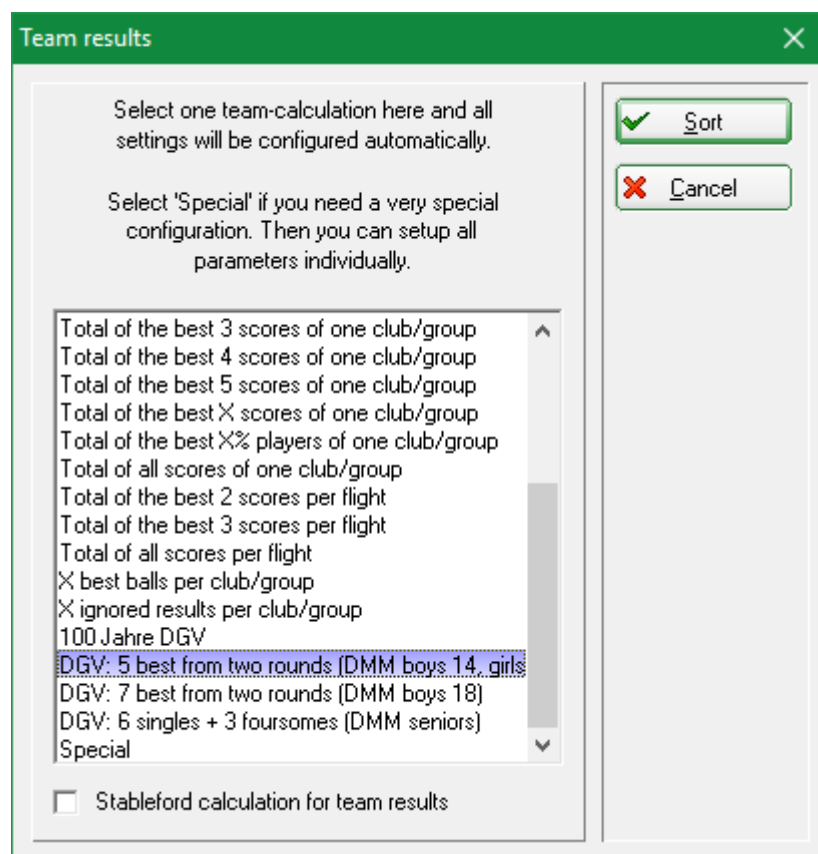 Team results
Select one team-calculation here and all
settings will be configured automatically.
Select 'Special' if you need a very special
configuration. Then you can setup all
parameters individually.
Total of the best 3 scores of one club/group
Total of the best 4 scores of one club/group
Total of the best 5 scores of one club/group
Total of the best X scores of one club/group
Total of the best X% players of one club/group
Total of all scores of one club/group
Total of the best 2 scores per flight
Total of the best 3 scores per flight
Total of all scores per flight
X best balls per club/group
X ignored results per club/group
100 Jahre DGV
DGV: 5 best from two rounds (DMM boys 14, girls
DGV: 7 best from two rounds (DMM boys 18)
DGV: 6 singles + 3 foursomes (DMM seniors)
Special
Stableford calculation for team results
Sort
Cancel